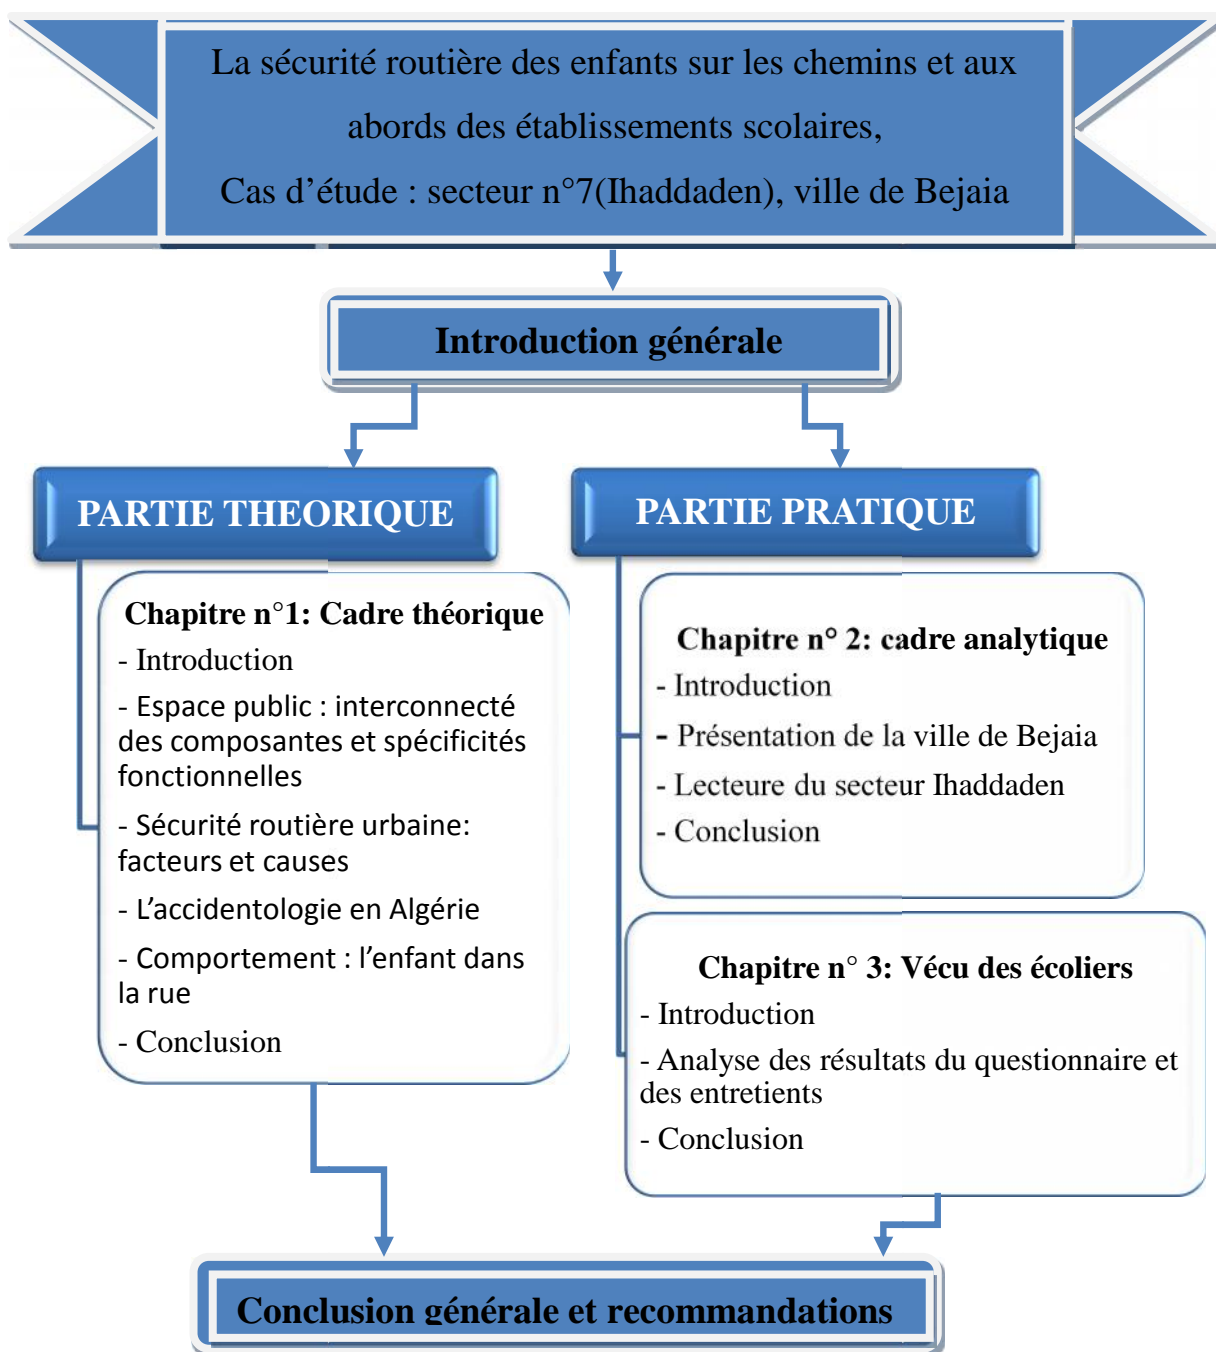 La sécurité routière des enfants sur les chemins et aux
abords des établissements scolaires,
Cas d’étude : secteur n°7(Ihaddaden), ville de Bejaia
Introduction générale
PARTIE THEORIQUE
Chapitre n°1: Cadre théorique
- Introduction
- Espace public : interconnecté
des composantes et spécificités
fonctionnelles
- Sécurité routière urbaine:
facteurs et causes
- L’accidentologie en Algérie
- Comportement : l’enfant dans
la rue
- Conclusion
PARTIE PRATIQUE
Chapitre n° 2: cadre analytique
- Introduction
- Présentation de la ville de Bejaia
- Lecteure du secteur Ihaddaden
- Conclusion
Chapitre n° 3: Vécu des écoliers
- Introduction
- Analyse des résultats du questionnaire et
des entretients
- Conclusion
Conclusion générale et recommandations